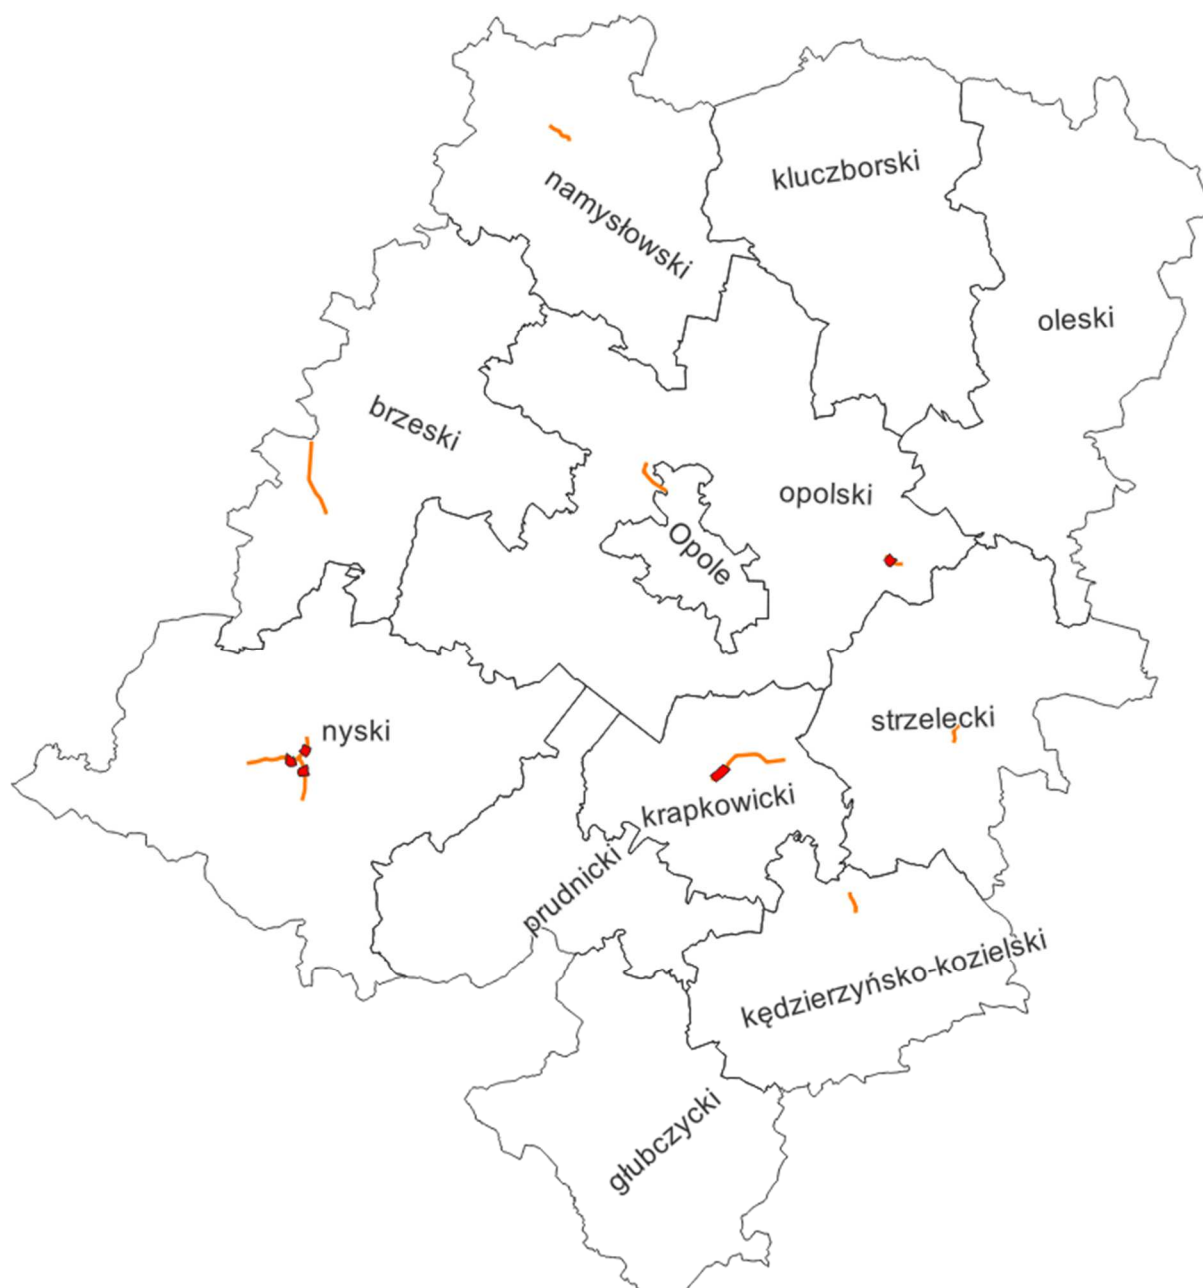 kluczborski
namysłowski
oleski
brzeski
opolski
Opole
strzelecki
nyski
krapkowicki
prudnicki
kędzierzyńsko-kozielski
głubczycki